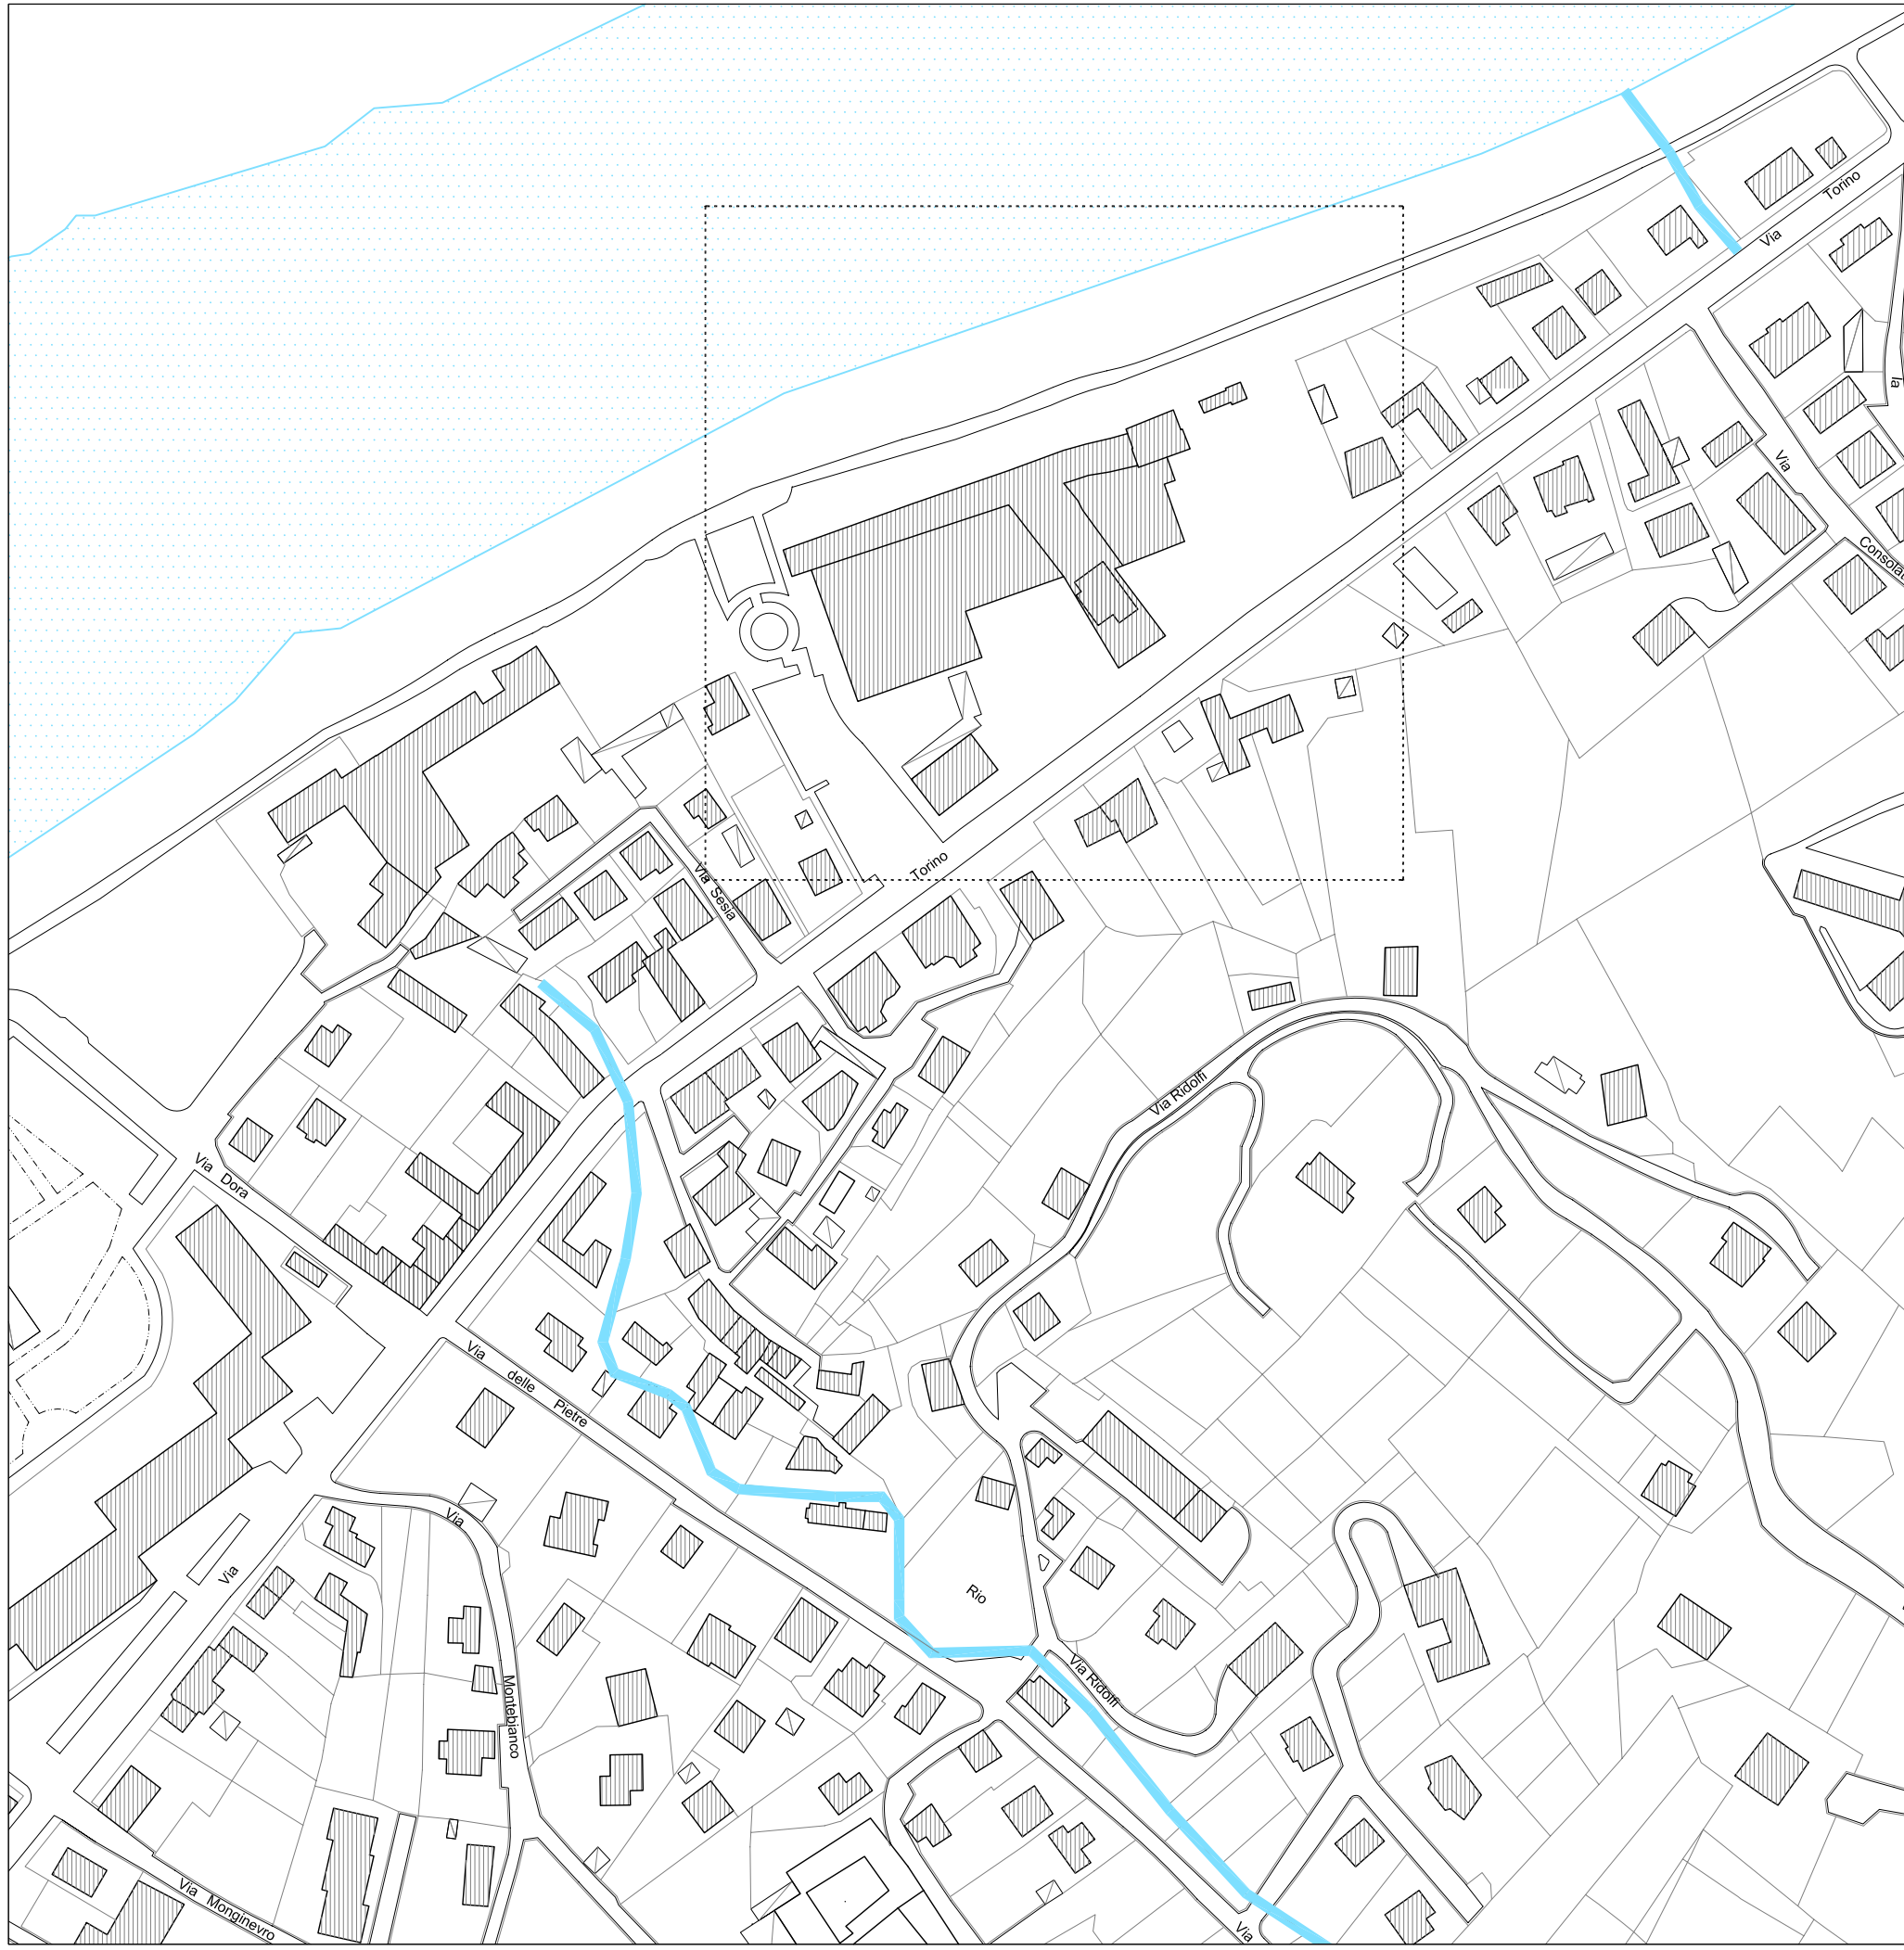 Via Torino
la
Via Consolat
Torino
Via Sesia
Via Ridolfi
Via Dora
Via delle Pietre
Via
Via
Rio
Via Ridolfi
Montebianco
Via Monginevro
Via